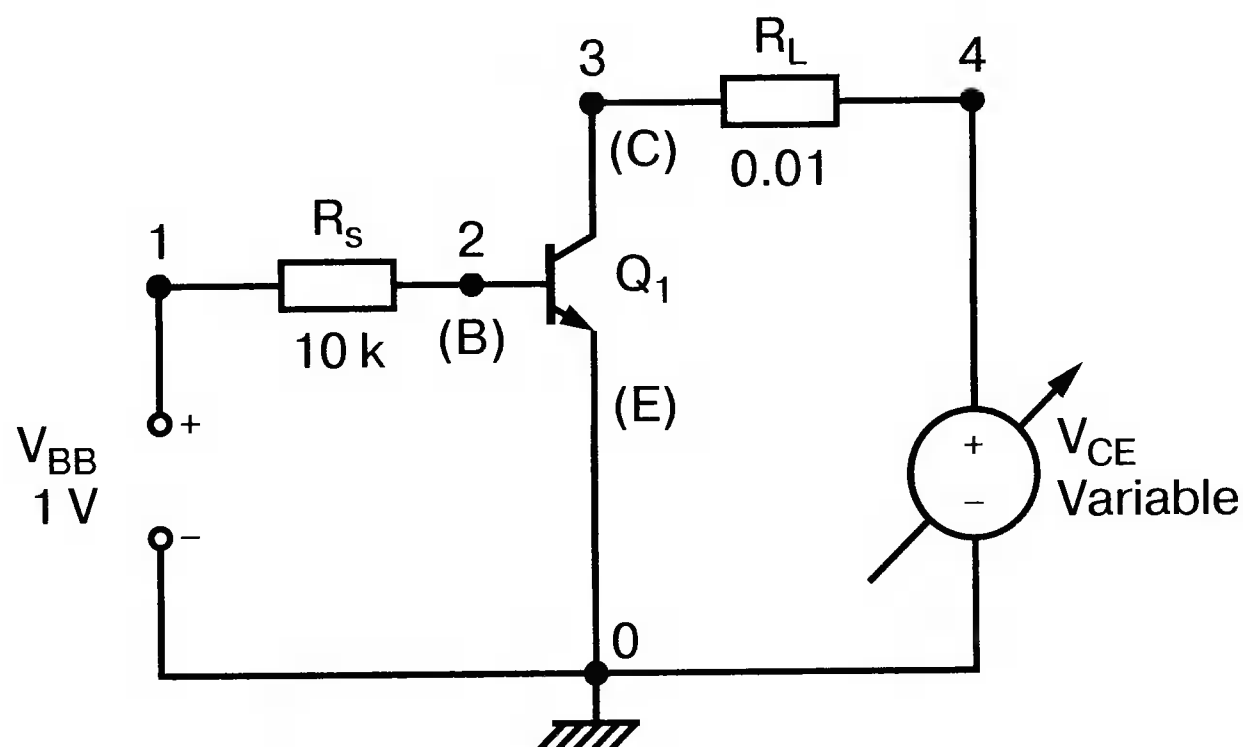 3
R_L
4
(C)
0.01
1
R_s
2
Q_1
10 k
(B)
(E)
+
V_BB
1 V
−
+
−
V_CE
Variable
0